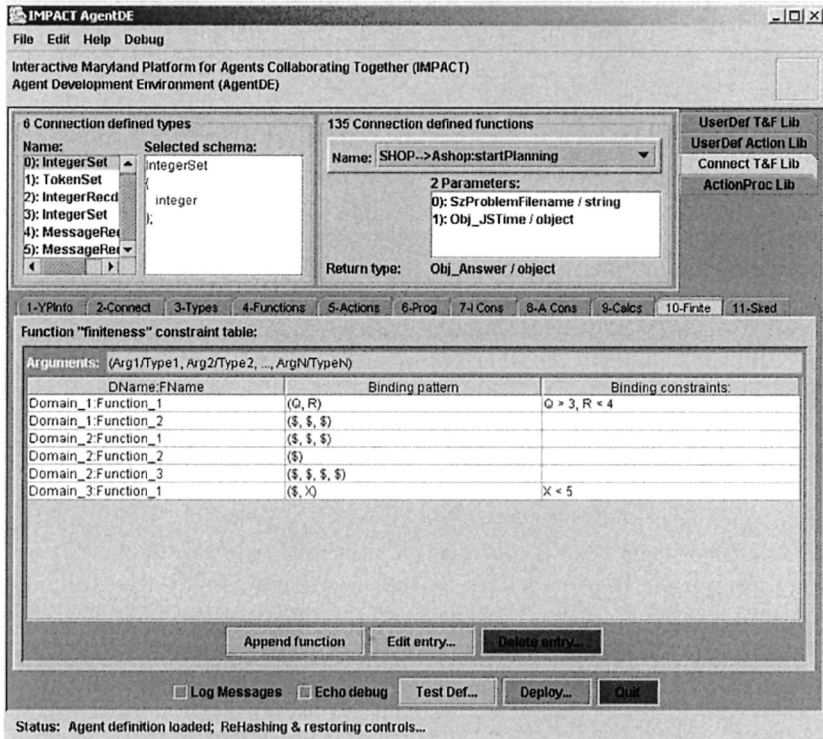 IMPACT AgentDE
File Edit Help Debug
Interactive Maryland Platform for Agents Collaborating Together (IMPACT)
Agent Development Environment (AgentDE)
6 Connection defined types
Name: Selected schema:
0): IntegerSet
1): TokenSet
2): IntegerRecd
3): IntegerSet
4): MessageRec
5): MessageRec
IntegerSet
{
integer
};
135 Connection defined functions
Name: SHOP-->Ashop:startPlanning
2 Parameters:
0): SzProblemFilename / string
1): Obj_JSTime / object
Return type: Obj_Answer / object
UserDef T&F Lib
UserDef Action Lib
Connect T&F Lib
ActionProc Lib
1-YPInfo 2-Connect 3-Types 4-Functions 5-Actions 6-Prog 7-I Cons 8-A Cons 9-Calcs 10-Finite 11-Sked
Function "finiteness" constraint table:
Arguments: (Arg1/Type1, Arg2/Type2, ..., ArgN/TypeN)
DName:FName Binding pattern Binding constraints:
Domain_1:Function_1 (Q, R) Q > 3, R < 4
Domain_1:Function_2 ($, $, $)
Domain_2:Function_1 ($, $, $)
Domain_2:Function_2 ($)
Domain_2:Function_3 ($, $, $, $)
Domain_3:Function_1 ($, X) X < 5
Append function Edit entry... Delete entry...
Log Messages Echo debug Test Def... Deploy... Quit
Status: Agent definition loaded; ReHashing & restoring controls...